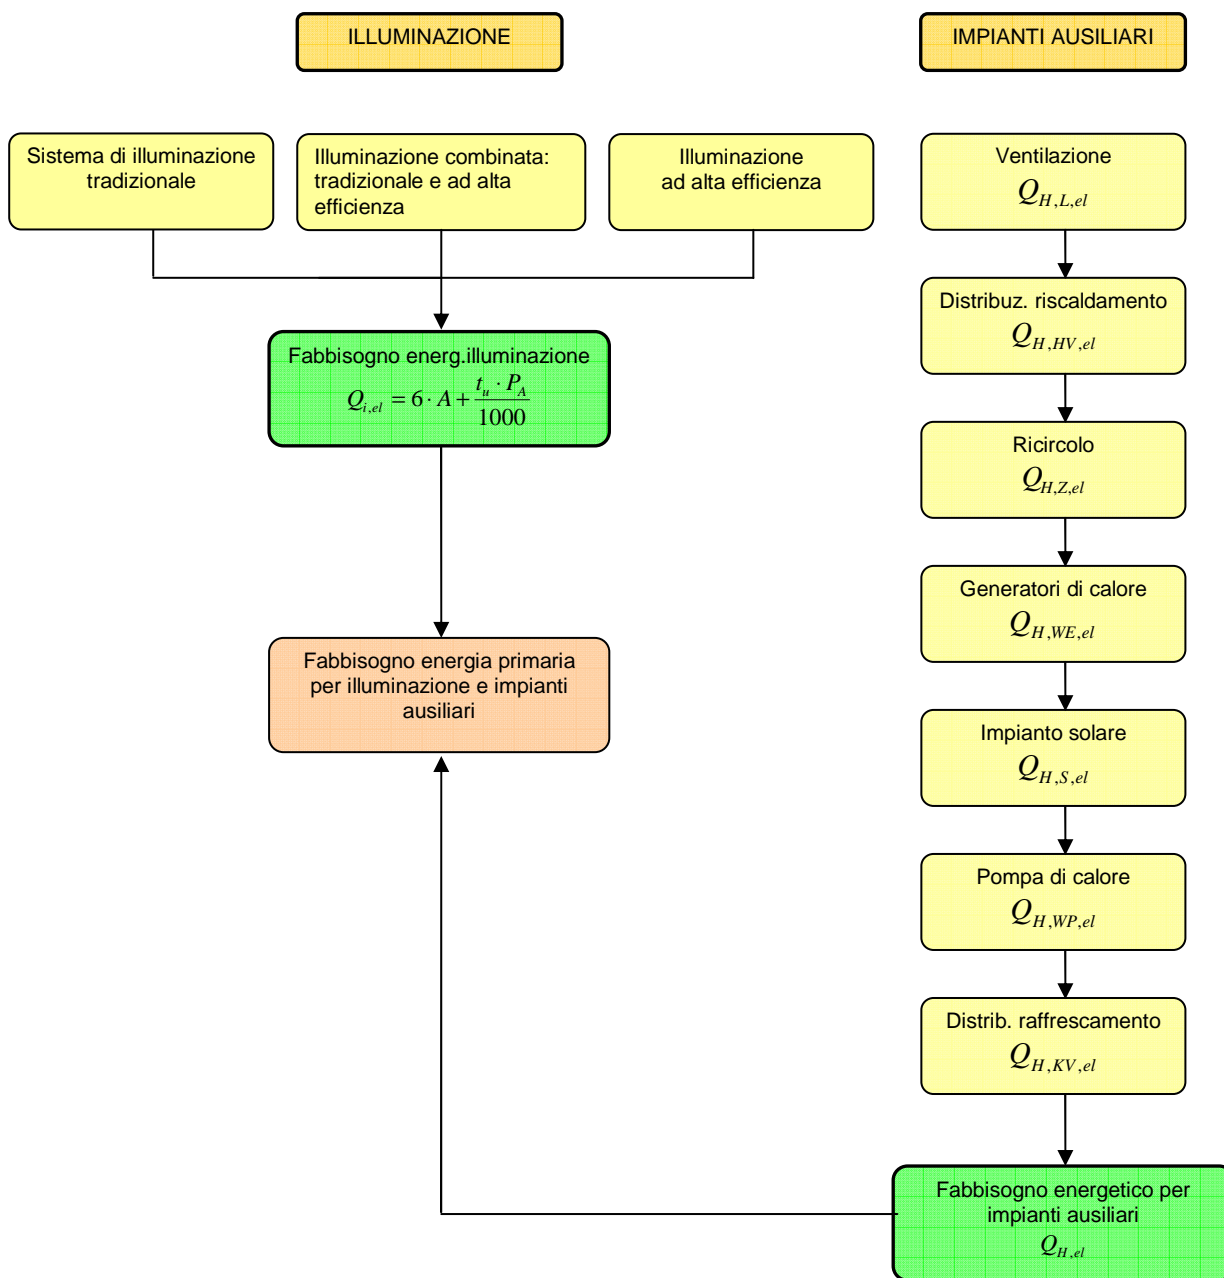 ILLUMINAZIONE
IMPIANTI AUSILIARI
Sistema di illuminazione
tradizionale
Illuminazione combinata:
tradizionale e ad alta
efficienza
Illuminazione
ad alta efficienza
Fabbisogno energ.illuminazione
Q_{i,el} = 6 · A + \frac{t_u · P_A}{1000}
Fabbisogno energia primaria
per illuminazione e impianti
ausiliari
Ventilazione
Q_{H,L,el}
Distribuz. riscaldamento
Q_{H,HV,el}
Ricircolo
Q_{H,Z,el}
Generatori di calore
Q_{H,WE,el}
Impianto solare
Q_{H,S,el}
Pompa di calore
Q_{H,WP,el}
Distrib. raffrescamento
Q_{H,KV,el}
Fabbisogno energetico per
impianti ausiliari
Q_{H,el}